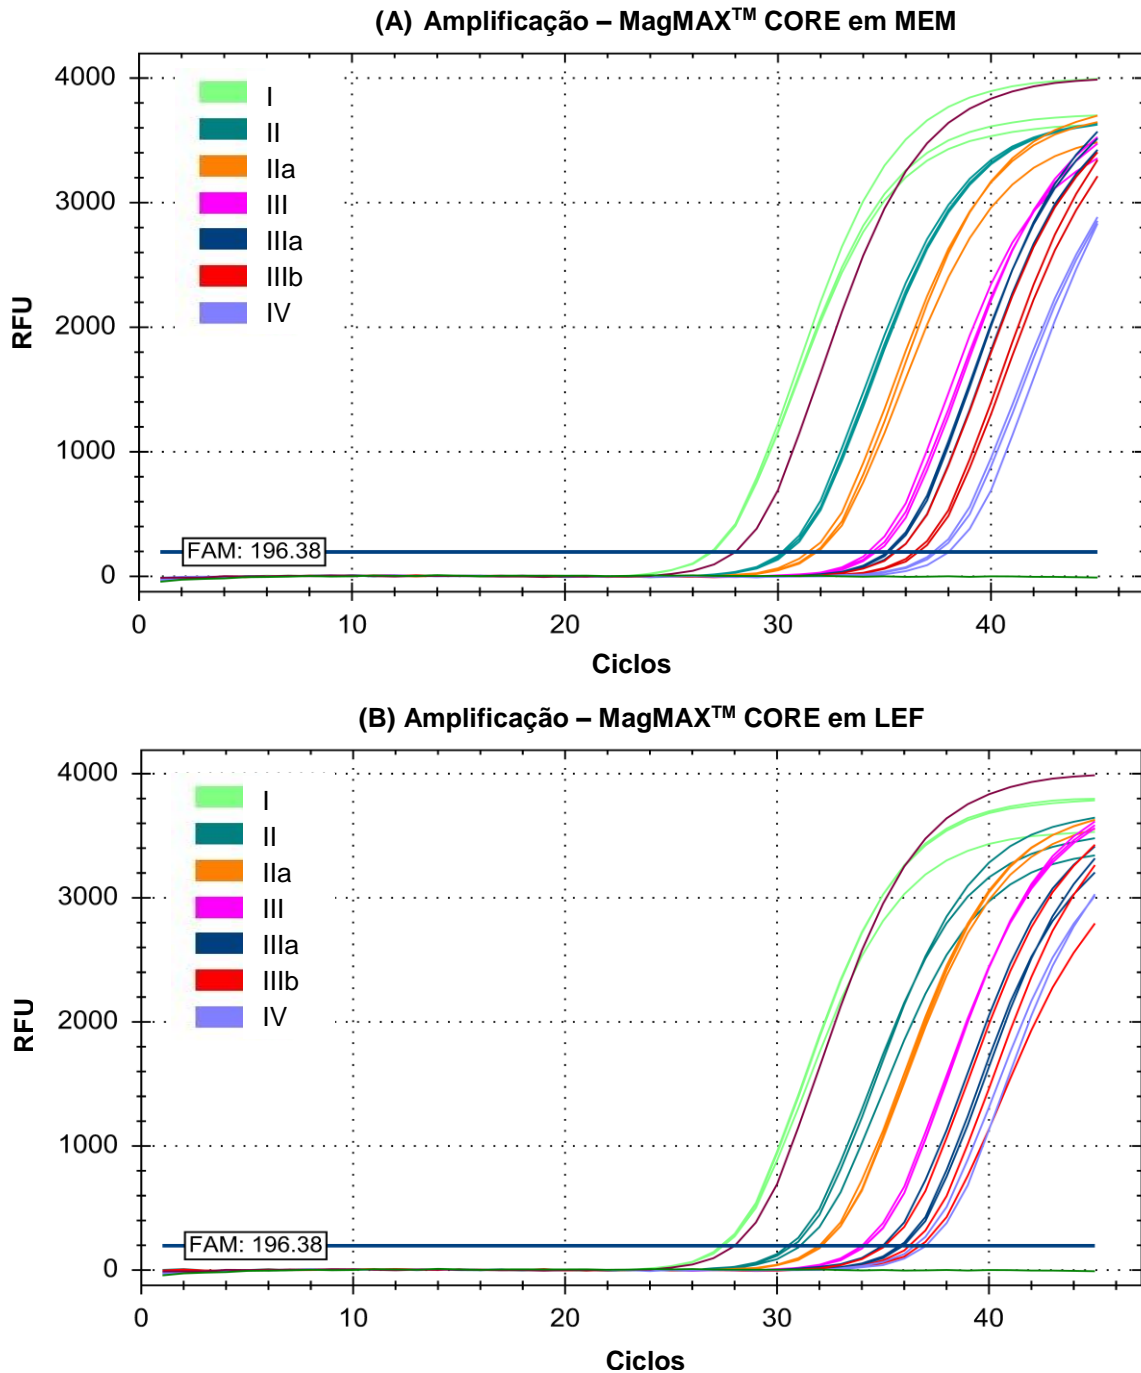 (A) Amplificação – MagMAX™ CORE em MEM
4000
3000
2000
1000
0
RFU
I
II
IIa
III
IIIa
IIIb
IV
FAM: 196.38
0 10 20 30 40
Ciclos
(B) Amplificação – MagMAX™ CORE em LEF
4000
3000
2000
1000
0
RFU
I
II
IIa
III
IIIa
IIIb
IV
FAM: 196.38
0 10 20 30 40
Ciclos